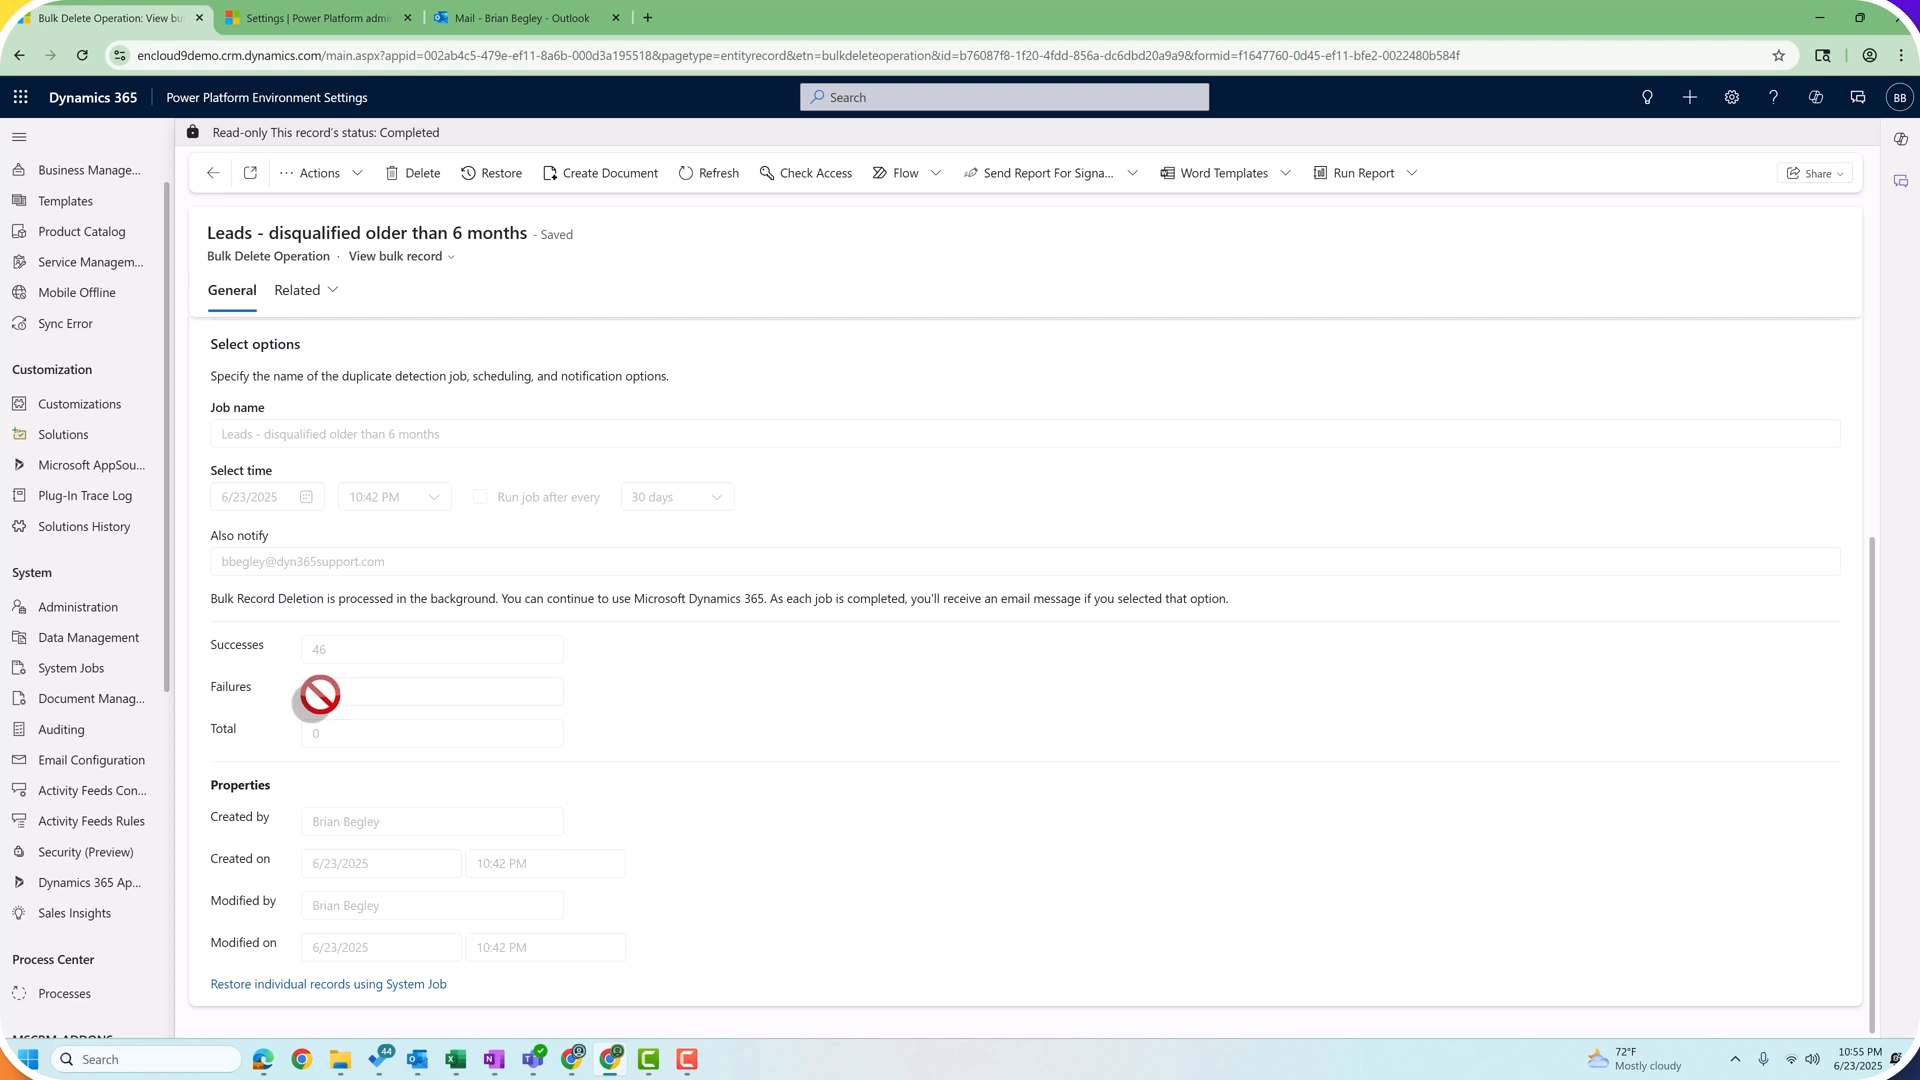 Bulk Delete Operation: View bu
Settings | Power Platform admi
Mail - Brian Begley - Outlook
encloud9demo.crm.dynamics.com/main.aspx?appid=002ab4c5-479e-ef11-8a6b-000d3a195518&pagetype=entityrecord&etn=bulkdeleteoperation&id=b76087f8-1f20-4fdd-856a-dc6dbd20a9a9&formid=f1647760-0d45-ef11-bfe2-0022480b584f
Dynamics 365
Power Platform Environment Settings
Search
BB
Read-only This record's status: Completed
Actions
Delete
Restore
Create Document
Refresh
Check Access
Flow
Send Report For Signa...
Word Templates
Run Report
Share
Business Manage...
Templates
Product Catalog
Service Managem...
Mobile Offline
Sync Error
Customization
Customizations
Solutions
Microsoft AppSou...
Plug-In Trace Log
Solutions History
System
Administration
Data Management
System Jobs
Document Manag...
Auditing
Email Configuration
Activity Feeds Con...
Activity Feeds Rules
Security (Preview)
Dynamics 365 Ap...
Sales Insights
Process Center
Processes
Leads - disqualified older than 6 months - Saved
Bulk Delete Operation · View bulk record
General
Related
Select options
Specify the name of the duplicate detection job, scheduling, and notification options.
Job name
Leads - disqualified older than 6 months
Select time
6/23/2025
10:42 PM
Run job after every
30 days
Also notify
bbegley@dyn365support.com
Bulk Record Deletion is processed in the background. You can continue to use Microsoft Dynamics 365. As each job is completed, you'll receive an email message if you selected that option.
Successes
46
Failures
Total
0
Properties
Created by
Brian Begley
Created on
6/23/2025
10:42 PM
Modified by
Brian Begley
Modified on
6/23/2025
10:42 PM
Restore individual records using System Job
Search
44
72°F
Mostly cloudy
10:55 PM
6/23/2025